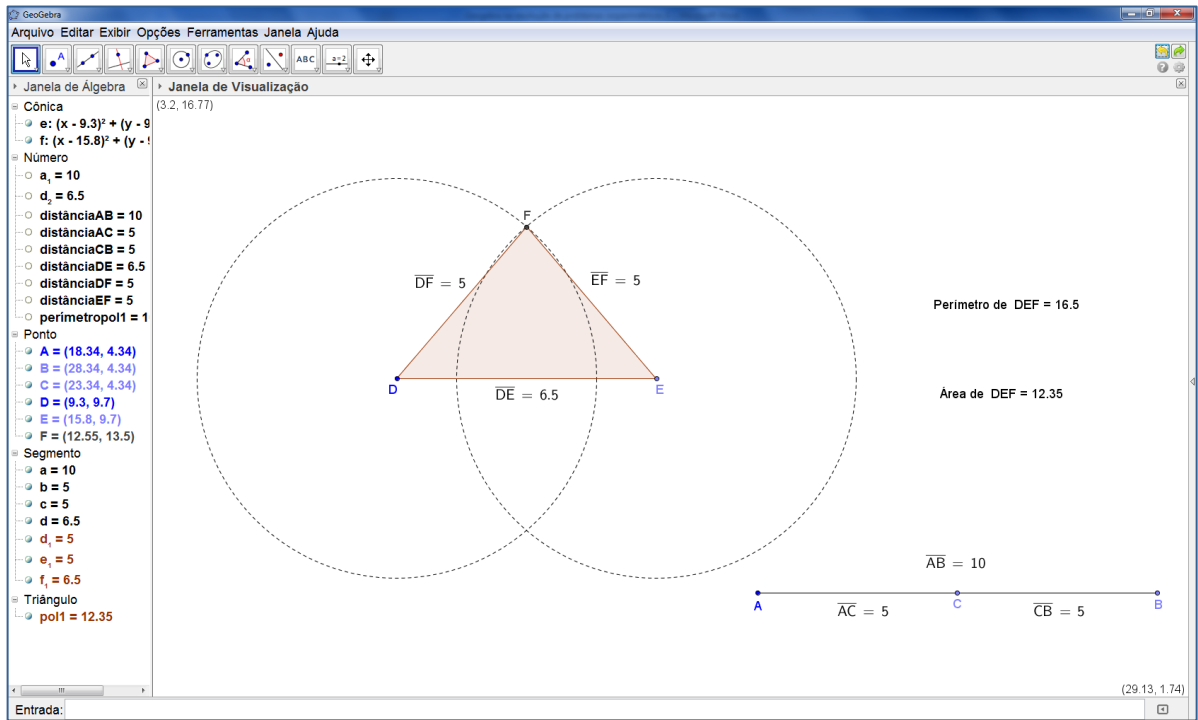 GeoGebra
Arquivo Editar Exibir Opções Ferramentas Janela Ajuda
A
α
ABC
a=2
Janela de Álgebra
Cônica
e: (x - 9.3)² + (y - 9
f: (x - 15.8)² + (y - 9
Número
a₁ = 10
d₂ = 6.5
distânciaAB = 10
distânciaAC = 5
distânciaCB = 5
distânciaDE = 6.5
distânciaDF = 5
distânciaEF = 5
perímetropol1 = 1
Ponto
A = (18.34, 4.34)
B = (28.34, 4.34)
C = (23.34, 4.34)
D = (9.3, 9.7)
E = (15.8, 9.7)
F = (12.55, 13.5)
Segmento
a = 10
b = 5
c = 5
d = 6.5
d₁ = 5
e₁ = 5
f₁ = 6.5
Triângulo
pol1 = 12.35
Janela de Visualização
(3.2, 16.77)
F
DF = 5
EF = 5
D
E
DE = 6.5
Perímetro de DEF = 16.5
Área de DEF = 12.35
AB = 10
A
C
B
AC = 5
CB = 5
(29.13, 1.74)
Entrada: